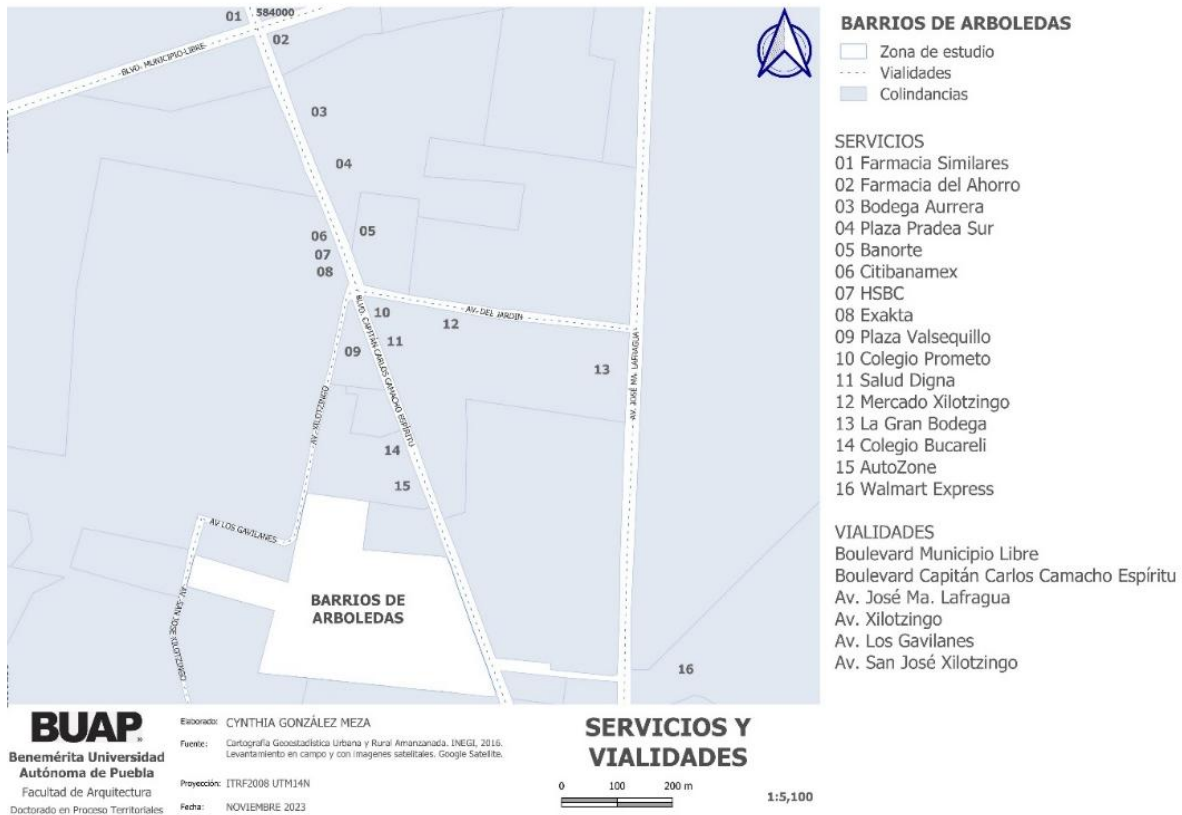 01 584000
02
BLVD. MUNICIPIO LIBRE
03
04
05
06
07
08
10
AV. DEL JARDIN
12
11
09
BLVD. CAPITÁN CARLOS CAMACHO ESPÍRITU
13
AV. JOSÉ MA. LAFRAGUA
AV. XILOTZINGO
14
15
AV LOS GAVILANES
AV. SAN JOSE XILOTZINGO
BARRIOS DE
ARBOLEDAS
16
BARRIOS DE ARBOLEDAS
Zona de estudio
Vialidades
Colindancias
SERVICIOS
01 Farmacia Similares
02 Farmacia del Ahorro
03 Bodega Aurrera
04 Plaza Pradea Sur
05 Banorte
06 Citibanamex
07 HSBC
08 Exakta
09 Plaza Valsequillo
10 Colegio Prometo
11 Salud Digna
12 Mercado Xilotzingo
13 La Gran Bodega
14 Colegio Bucareli
15 AutoZone
16 Walmart Express
VIALIDADES
Boulevard Municipio Libre
Boulevard Capitán Carlos Camacho Espíritu
Av. José Ma. Lafragua
Av. Xilotzingo
Av. Los Gavilanes
Av. San José Xilotzingo
BUAP
Benemérita Universidad
Autónoma de Puebla
Facultad de Arquitectura
Doctorado en Proceso Territoriales
Elaborado: CYNTHIA GONZÁLEZ MEZA
Fuente: Cartografía Geoestadística Urbana y Rural Amanzanada. INEGI, 2016.
Levantamiento en campo y con imagenes satelitales. Google Satellite.
Proyección: ITRF2008 UTM14N
Fecha: NOVIEMBRE 2023
SERVICIOS Y
VIALIDADES
0 100 200 m
1:5,100